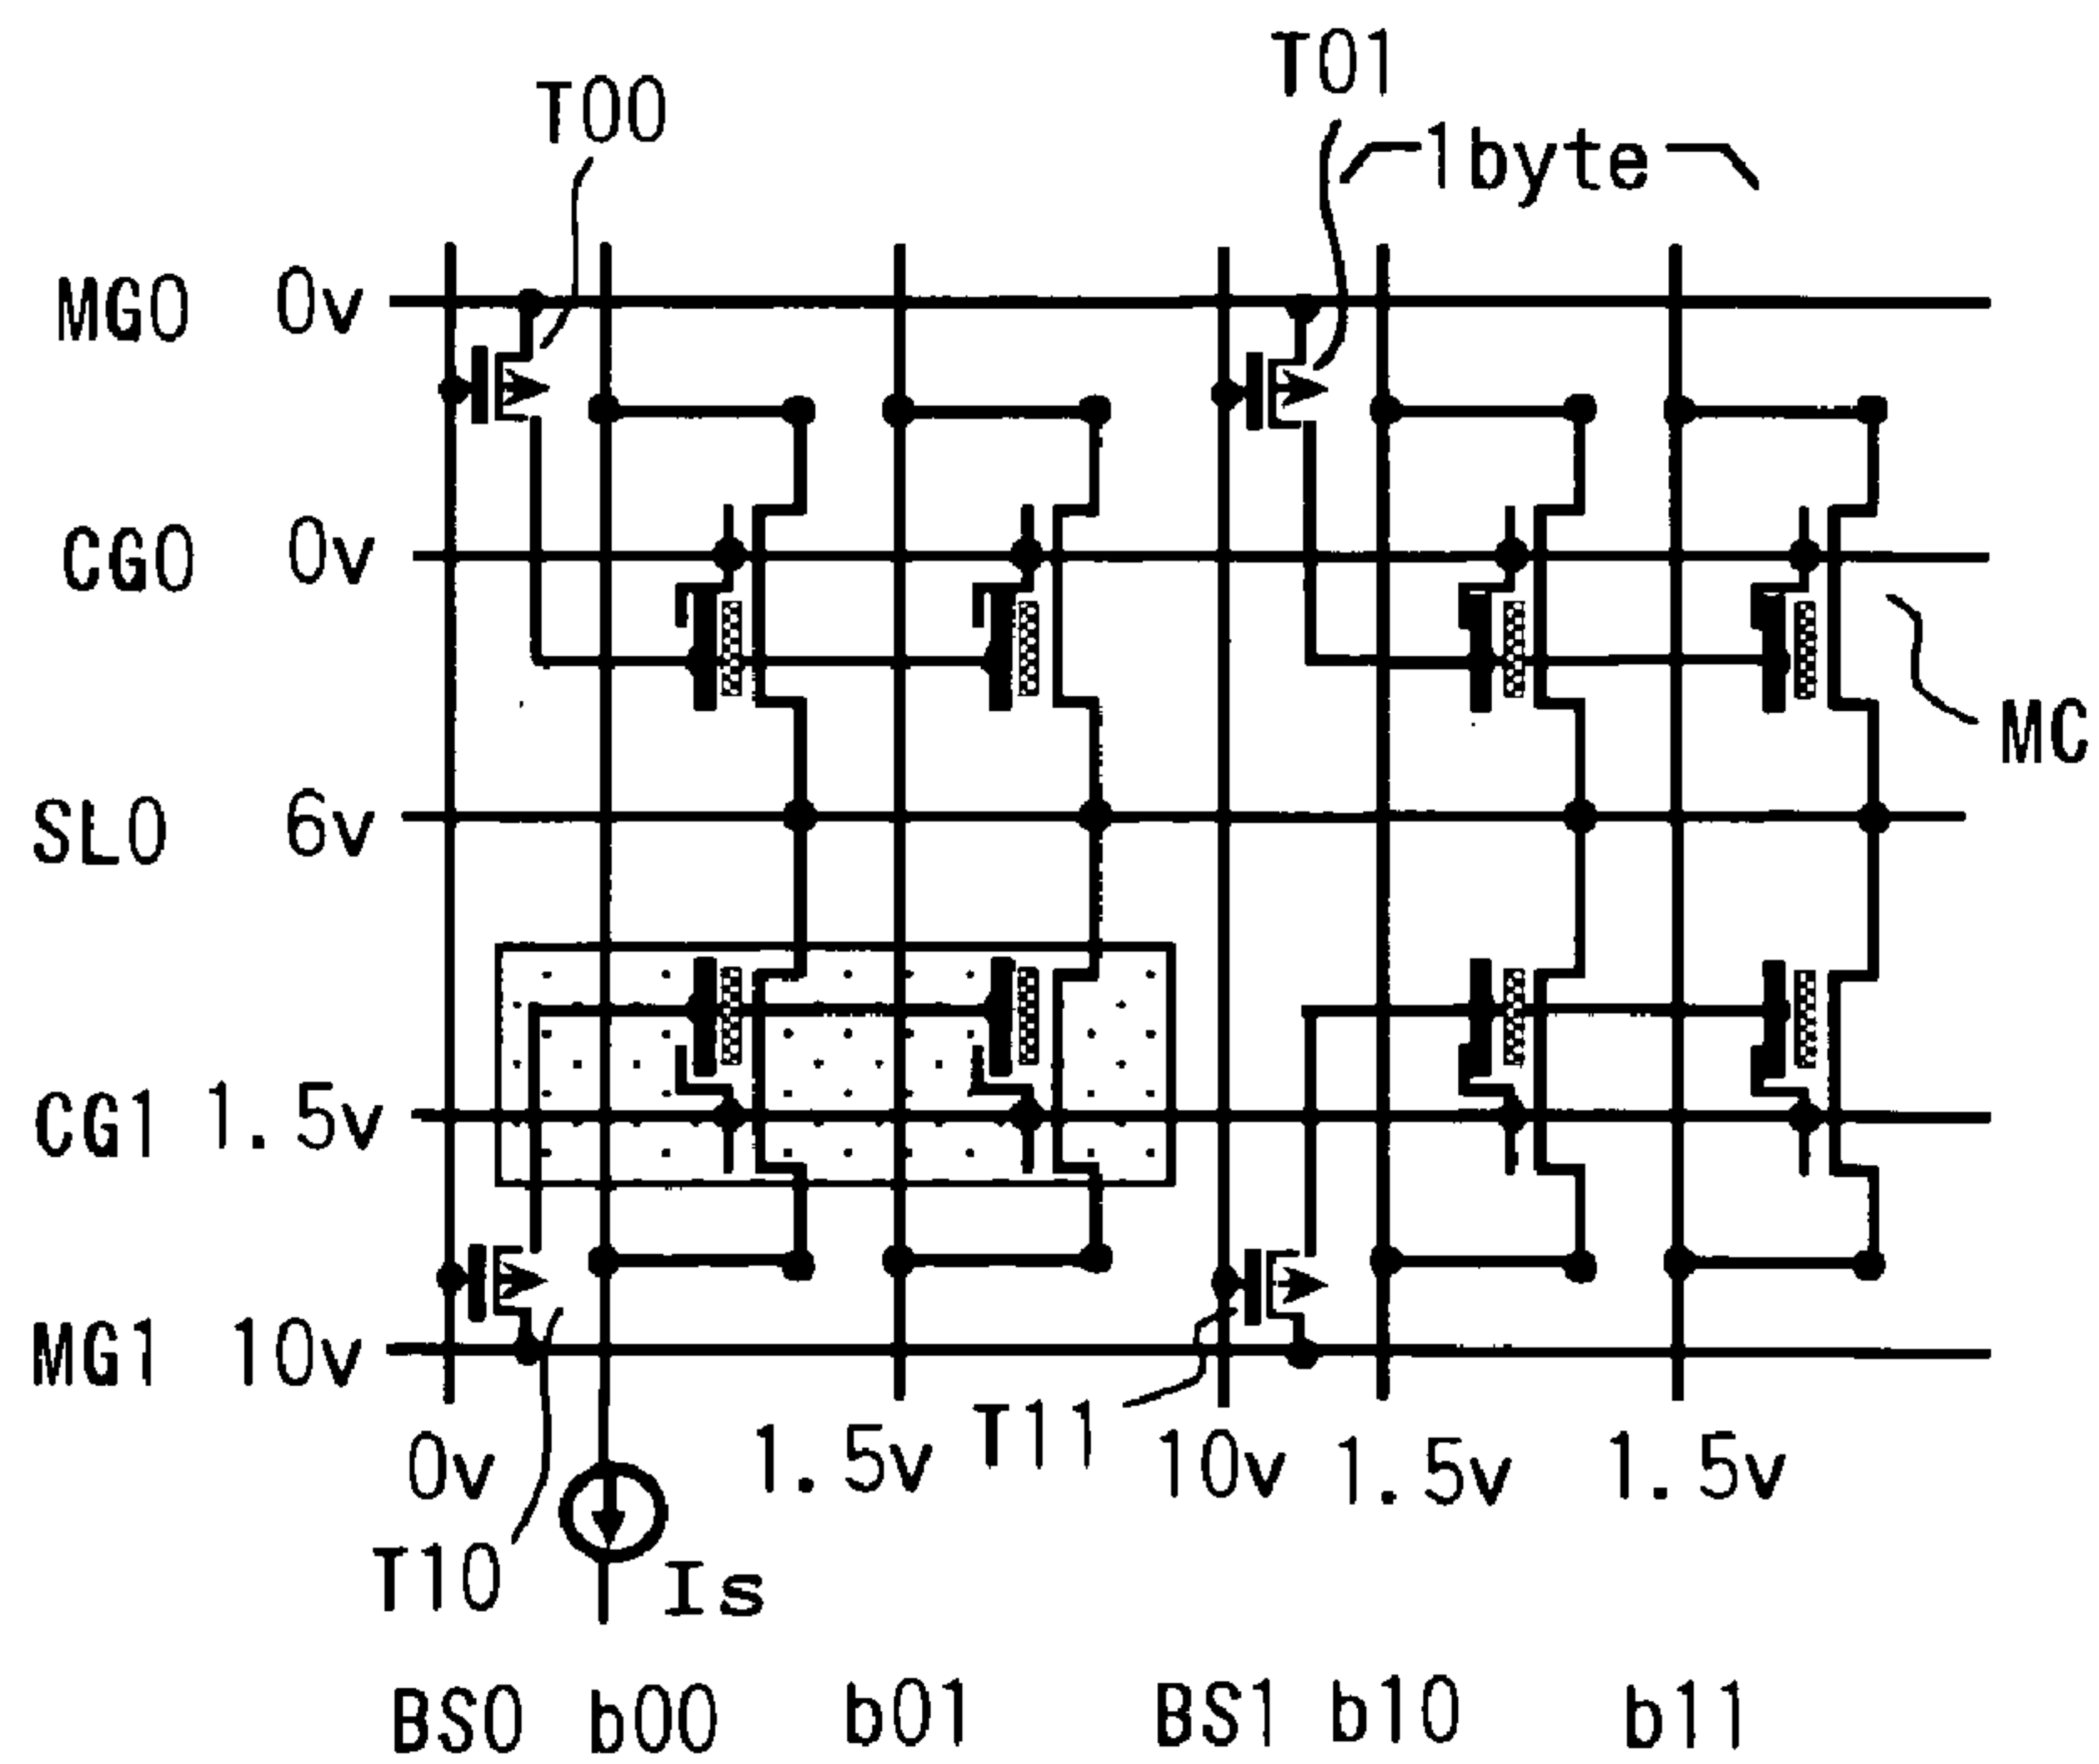 T00
T01
1byte
MG0 0v
CG0 0v
MC
SL0 6v
CG1 1.5v
MG1 10v
0v 1.5v T11 10v 1.5v 1.5v
T10 Is
BS0 b00 b01 BS1 b10 b11